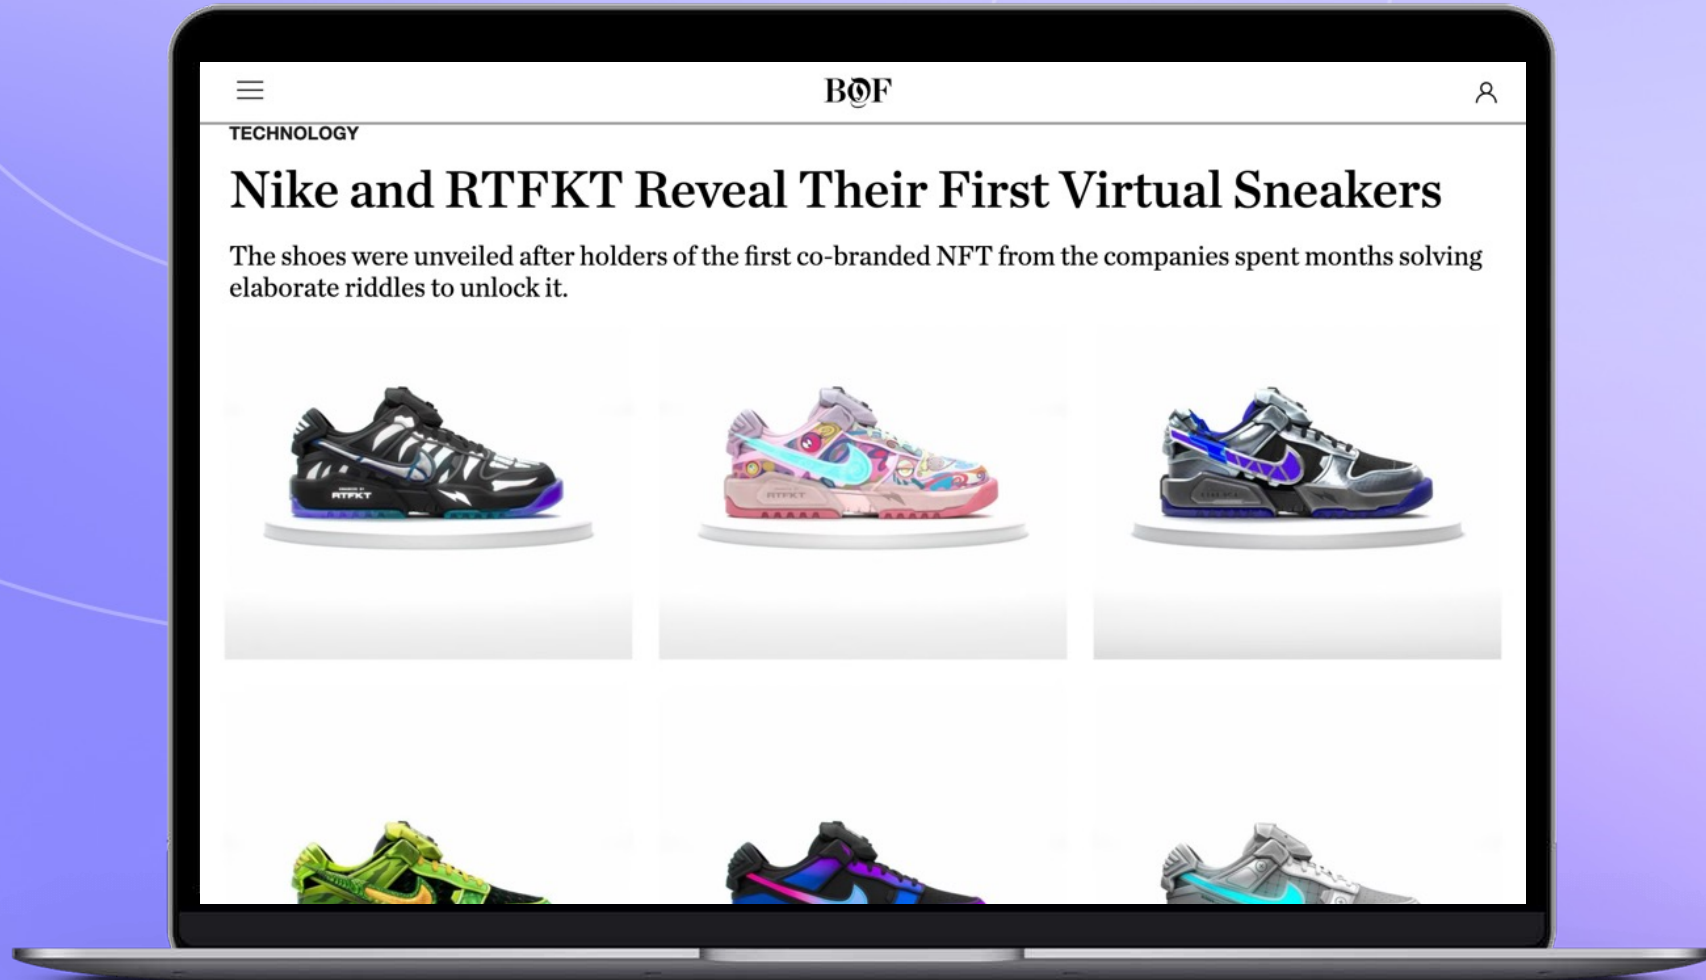 BOF
TECHNOLOGY
Nike and RTFKT Reveal Their First Virtual Sneakers
The shoes were unveiled after holders of the first co-branded NFT from the companies spent months solving
elaborate riddles to unlock it.
RTFKT
RTFKT